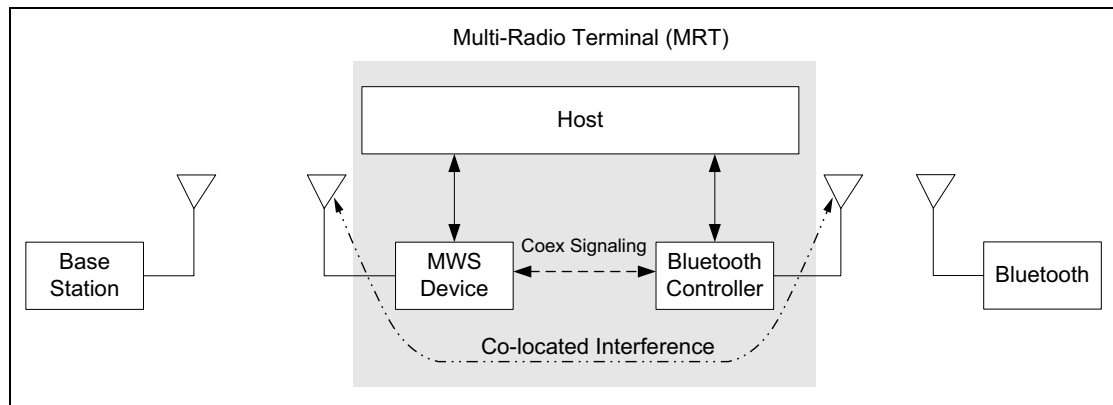 Multi-Radio Terminal (MRT)
Host
Coex Signaling
Base
Station
MWS
Device
Bluetooth
Controller
Bluetooth
Co-located Interference